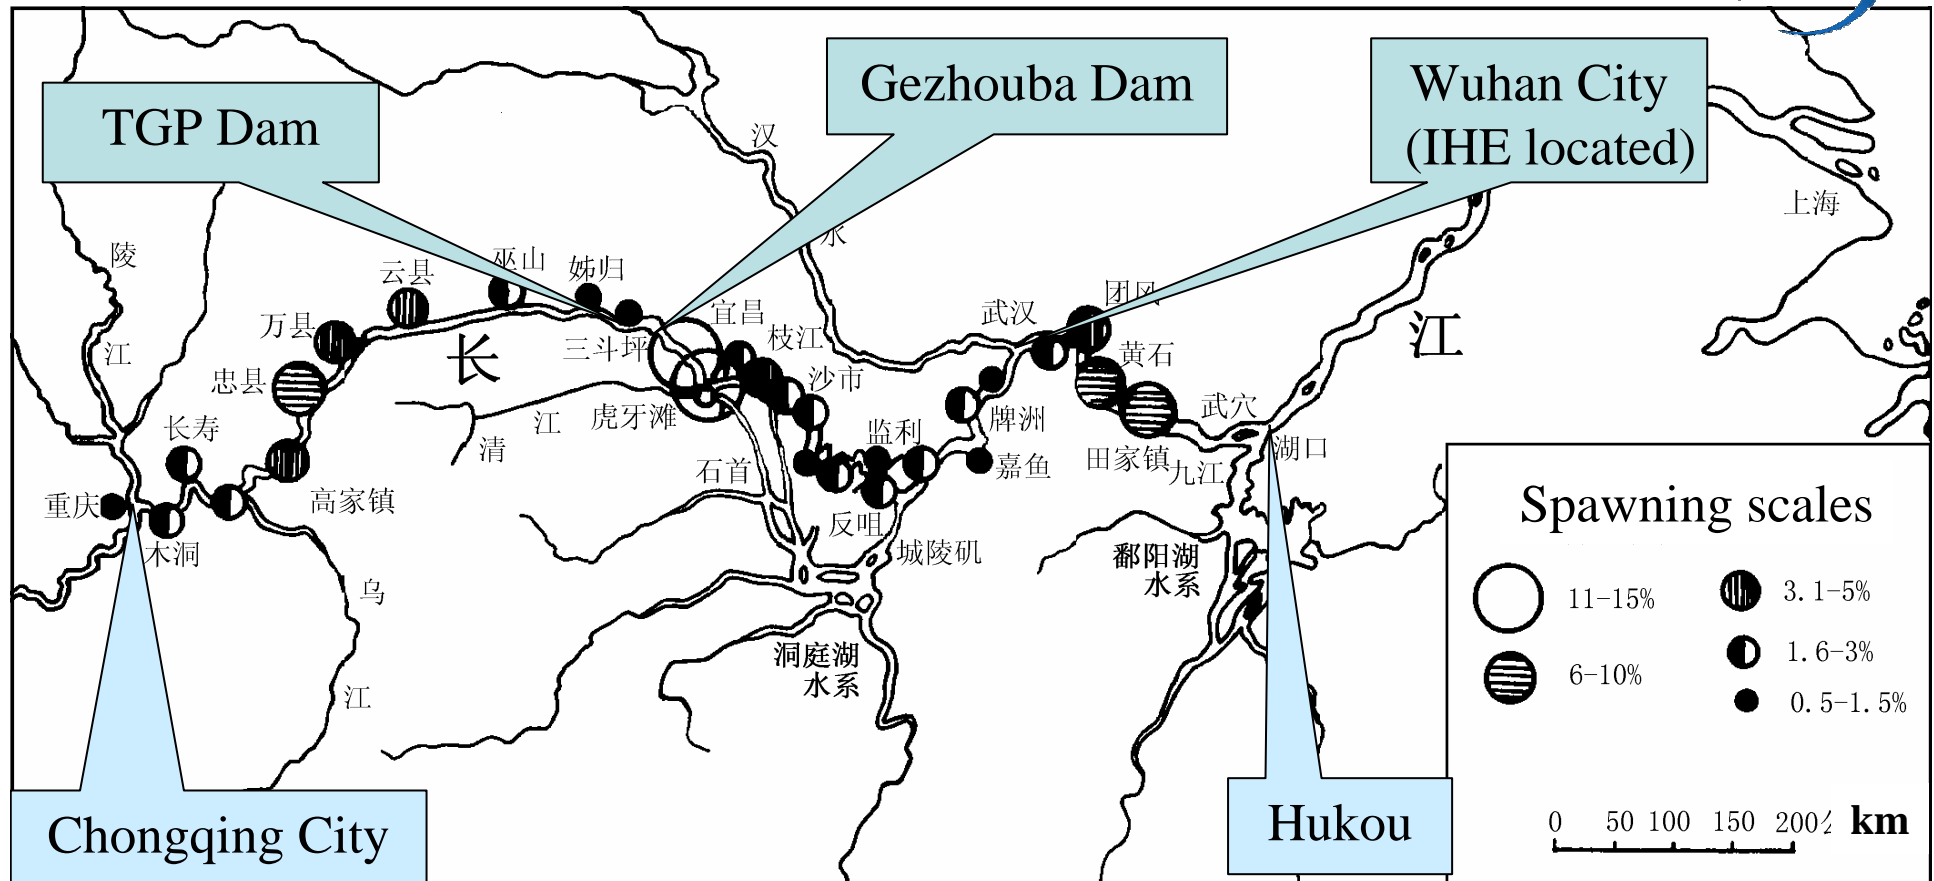 TGP Dam
Gezhouba Dam
Wuhan City
(IHE located)
汉
水
上海
陵
江
云县
巫山
姊归
宜昌
万县
三斗坪
枝江
长
忠县
虎牙滩
沙市
江
清
长寿
石首
监利
牌洲
武汉
团风
黄石
武穴
江
湖口
田家镇
九江
嘉鱼
重庆
高家镇
木洞
反咀
城陵矶
鄱阳湖
水系
乌
江
洞庭湖
水系
Spawning scales
11-15%
3.1-5%
6-10%
1.6-3%
0.5-1.5%
0 50 100 150 200 km
Chongqing City
Hukou